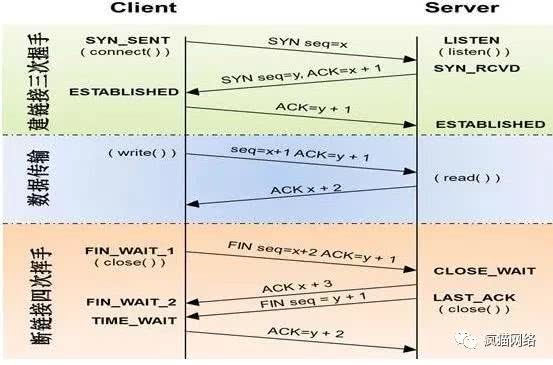 Client
Server
建链接三次握手
SYN_SENT
(connect())
SYN seq=x
LISTEN
(listen())
SYN seq=y, ACK=x + 1
SYN_RCVD
ESTABLISHED
ACK=y + 1
ESTABLISHED
数据传输
(write())
seq=x+1 ACK=y + 1
ACK x + 2
(read())
断链接四次挥手
FIN_WAIT_1
(close())
FIN seq=x+2 ACK=y + 1
CLOSE_WAIT
ACK x + 3
FIN_WAIT_2
FIN seq = y + 1
LAST_ACK
(close())
TIME_WAIT
ACK=y + 2
疯猫网络